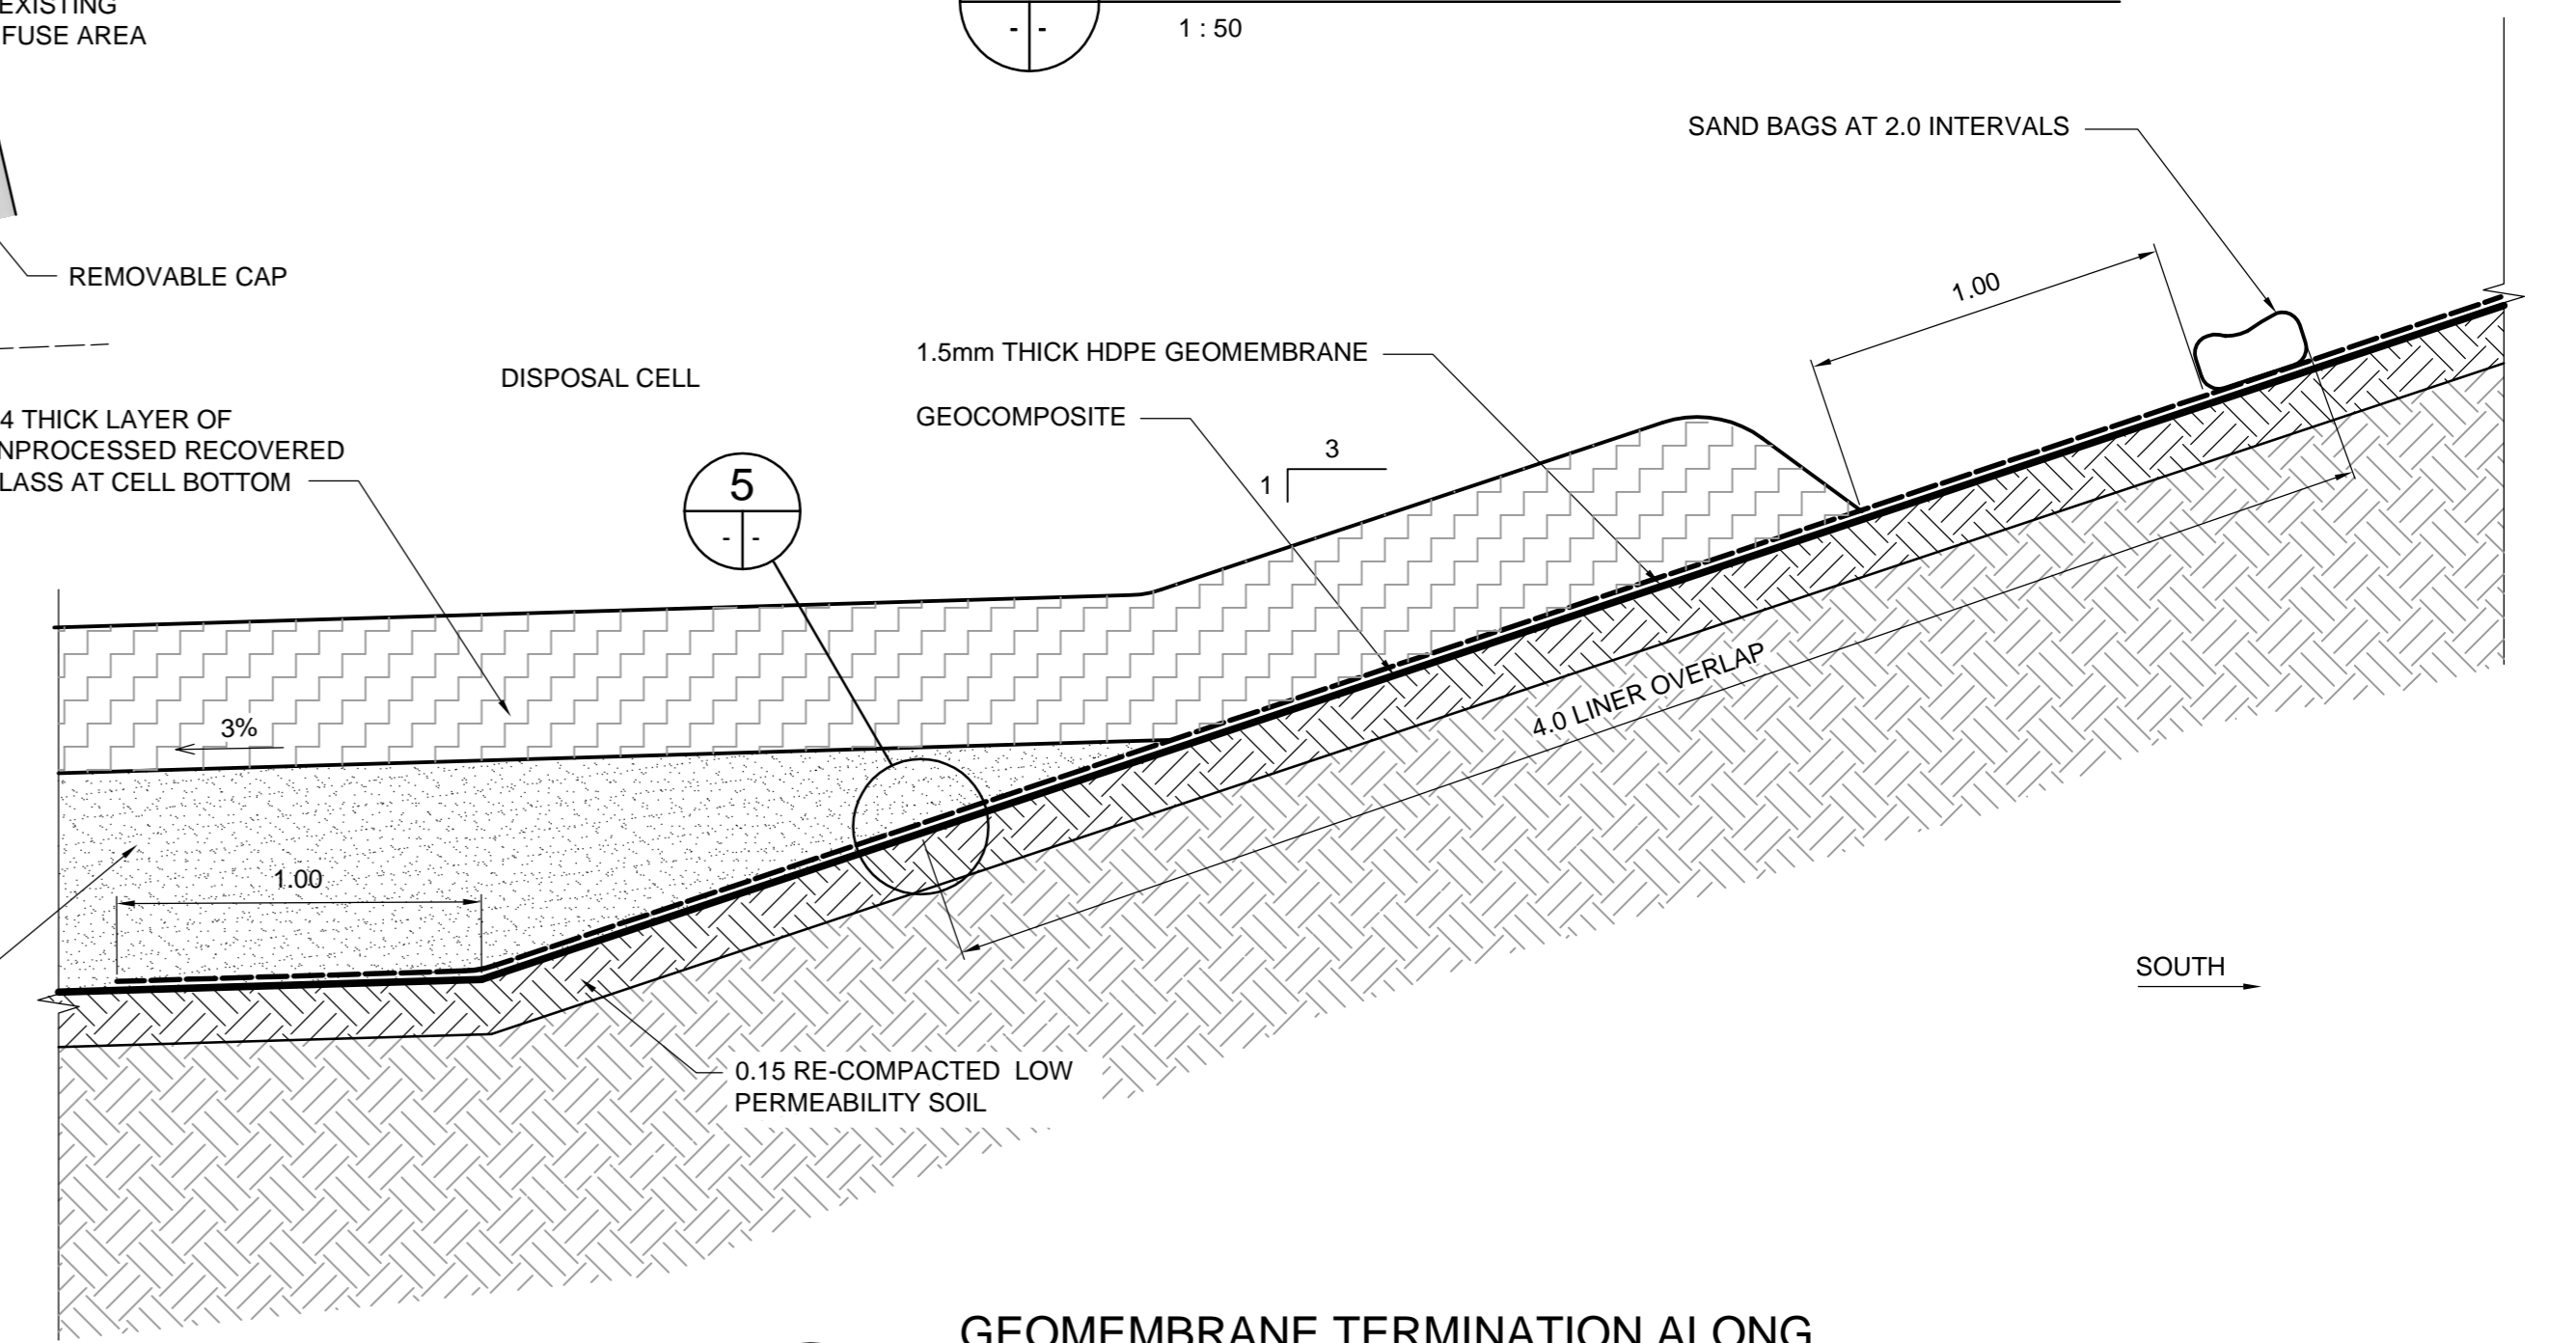 EXISTING
FUSE AREA
- -
1 : 50
SAND BAGS AT 2.0 INTERVALS
REMOVABLE CAP
1.00
1.5mm THICK HDPE GEOMEMBRANE
DISPOSAL CELL
GEOCOMPOSITE
4 THICK LAYER OF
NPROCESSED RECOVERED
LASS AT CELL BOTTOM
3
1
5
- -
4.0 LINER OVERLAP
3%
1.00
SOUTH
0.15 RE-COMPACTED LOW
PERMEABILITY SOIL
GEOMEMBRANE TERMINATION ALONG